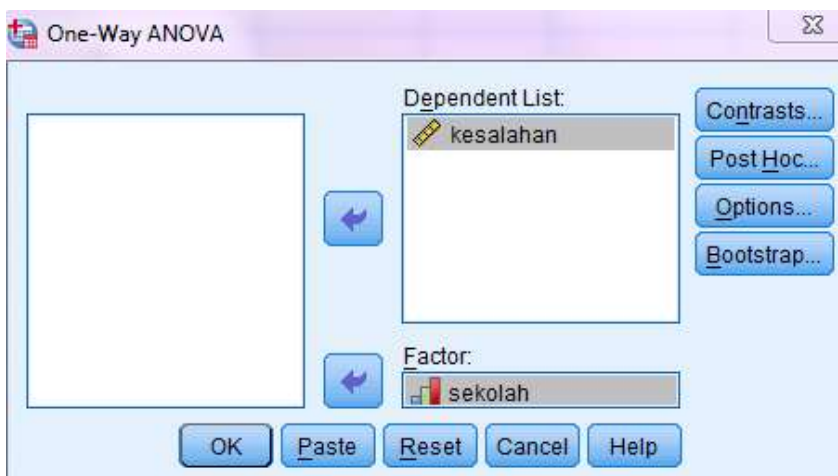 One-Way ANOVA
Dependent List:
kesalahan
Contrasts...
Post Hoc...
Options...
Bootstrap...
Factor:
sekolah
OK Paste Reset Cancel Help